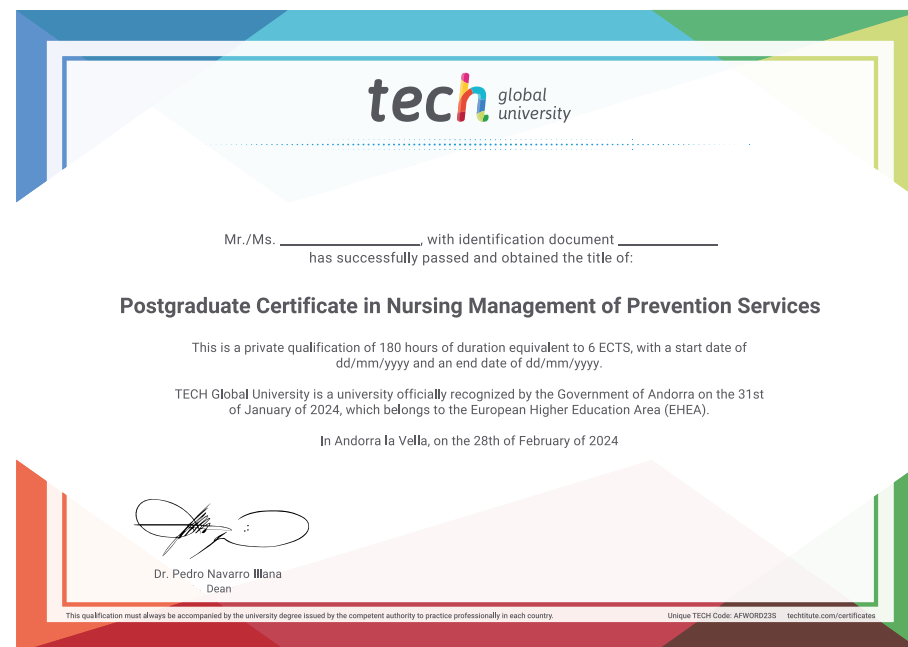 tech global
university
Mr./Ms. ____________, with identification document ____________
has successfully passed and obtained the title of:
Postgraduate Certificate in Nursing Management of Prevention Services
This is a private qualification of 180 hours of duration equivalent to 6 ECTS, with a start date of
dd/mm/yyyy and an end date of dd/mm/yyyy.
TECH Global University is a university officially recognized by the Government of Andorra on the 31st
of January of 2024, which belongs to the European Higher Education Area (EHEA).
In Andorra la Vella, on the 28th of February of 2024
Dr. Pedro Navarro Illana
Dean
This qualification must always be accompanied by the university degree issued by the competent authority to practice professionally in each country.
Unique TECH Code: AFWORD23S techtitute.com/certificates